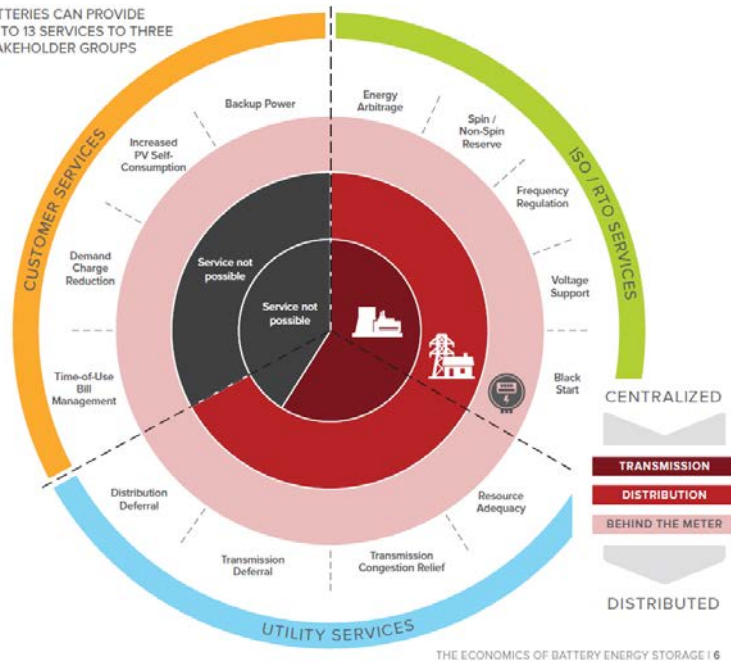 TTERIES CAN PROVIDE
TO 13 SERVICES TO THREE
AKEHOLDER GROUPS
CUSTOMER SERVICES
ISO / RTO SERVICES
UTILITY SERVICES
Backup Power
Increased
PV Self-
Consumption
Demand
Charge
Reduction
Time-of-Use
Bill
Management
Energy
Arbitrage
Spin /
Non-Spin
Reserve
Frequency
Regulation
Voltage
Support
Black
Start
Resource
Adequacy
Transmission
Congestion Relief
Transmission
Deferral
Distribution
Deferral
Service not
possible
Service not
possible
CENTRALIZED
TRANSMISSION
DISTRIBUTION
BEHIND THE METER
DISTRIBUTED
THE ECONOMICS OF BATTERY ENERGY STORAGE | 6